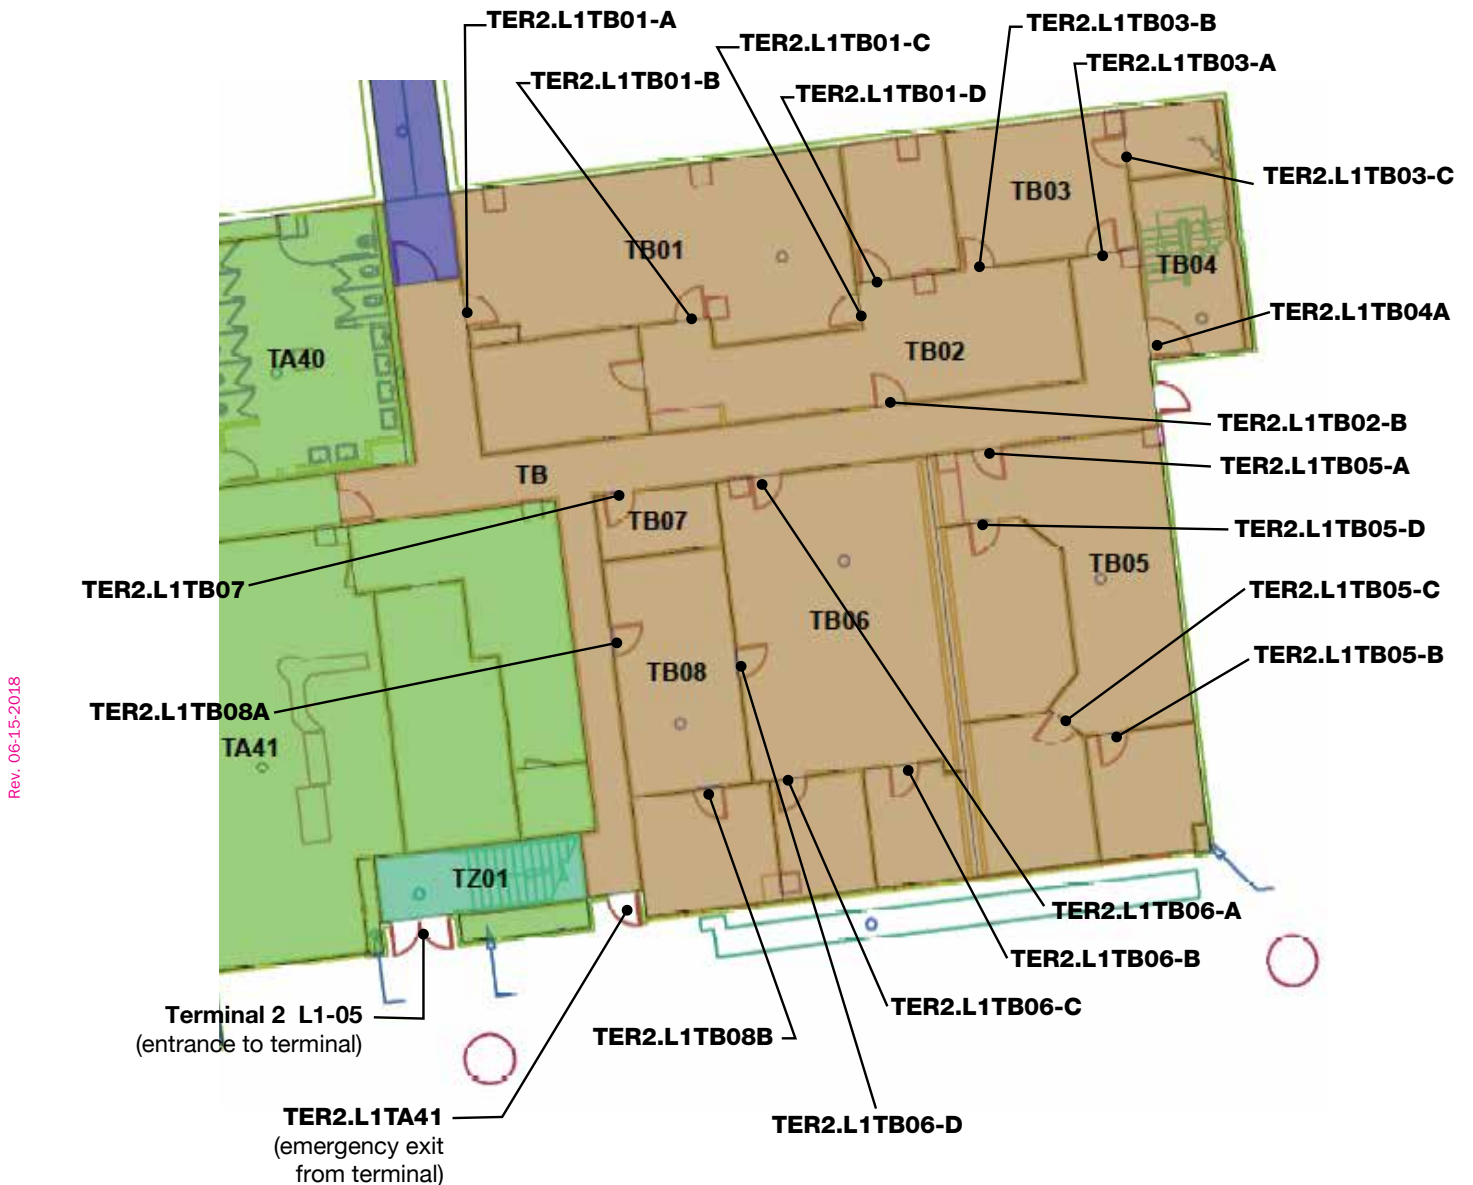 TER2.L1TB01-A
TER2.L1TB03-B
TER2.L1TB01-C
TER2.L1TB03-A
TER2.L1TB01-B
TER2.L1TB01-D
TER2.L1TB03-C
TB03
TB01
TB04
TER2.L1TB04A
TA40
TB02
TER2.L1TB02-B
TER2.L1TB05-A
TB
TB07
TER2.L1TB05-D
TB05
TER2.L1TB07
TER2.L1TB05-C
TB06
TER2.L1TB05-B
TB08
TER2.L1TB08A
TA41
Rev. 06-15-2018
TZ01
TER2.L1TB06-A
TER2.L1TB06-B
TER2.L1TB06-C
Terminal 2 L1-05
(entrance to terminal)
TER2.L1TB08B
TER2.L1TA41
(emergency exit
from terminal)
TER2.L1TB06-D